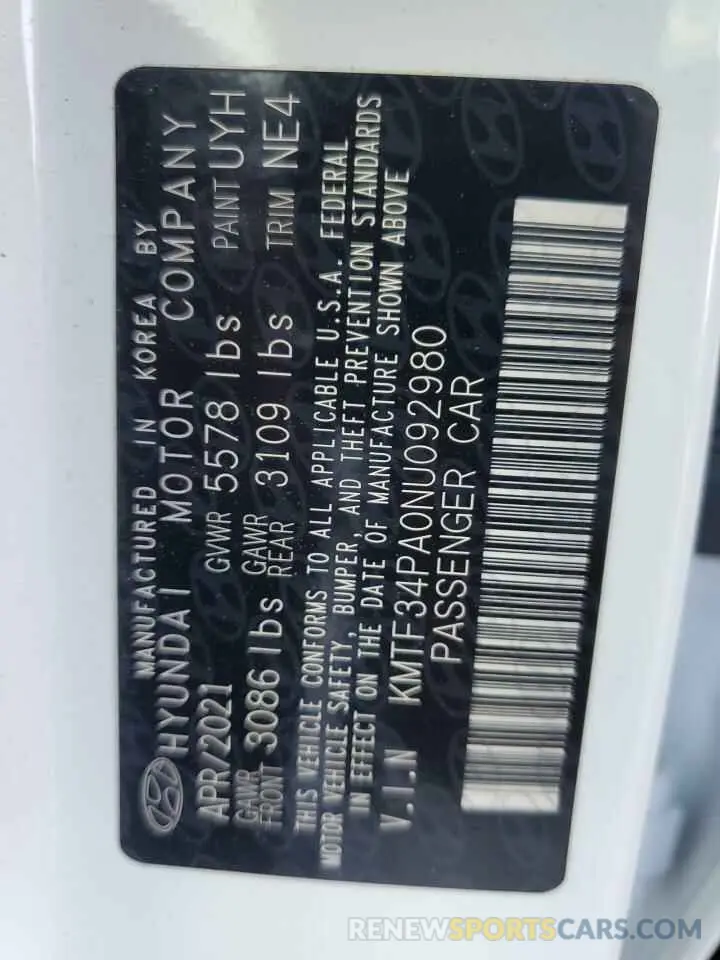 MANUFACTURED IN KOREA BY
HYUNDAI MOTOR COMPANY
APR/2021 GVWR 5578 lbs PAINT UYH
GAWR FRONT 3086 lbs GAWR REAR 3109 lbs TRIM NE4
THIS VEHICLE CONFORMS TO ALL APPLICABLE U.S.A. FEDERAL
MOTOR VEHICLE SAFETY, BUMPER, AND THEFT PREVENTION STANDARDS
IN EFFECT ON THE DATE OF MANUFACTURE SHOWN ABOVE
V.I.N KMTF34PA0NU092980
PASSENGER CAR
RENEWSPORTSCARS.COM